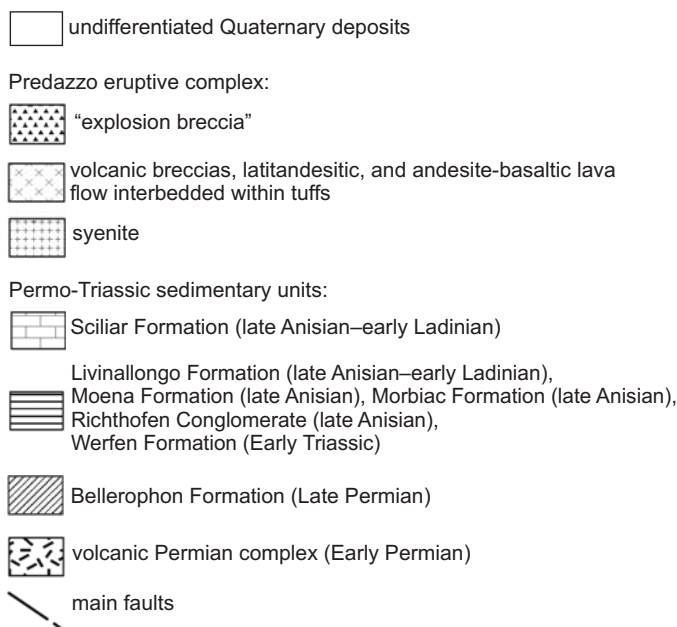 undifferentiated Quaternary deposits
Predazzo eruptive complex:
“explosion breccia”
volcanic breccias, latitandesitic, and andesite-basaltic lava
flow interbedded within tuffs
syenite
Permo-Triassic sedimentary units:
Sciliar Formation (late Anisian–early Ladinian)
Livinallongo Formation (late Anisian–early Ladinian),
Moena Formation (late Anisian), Morbiac Formation (late Anisian),
Richthofen Conglomerate (late Anisian),
Werfen Formation (Early Triassic)
Bellerophon Formation (Late Permian)
volcanic Permian complex (Early Permian)
main faults